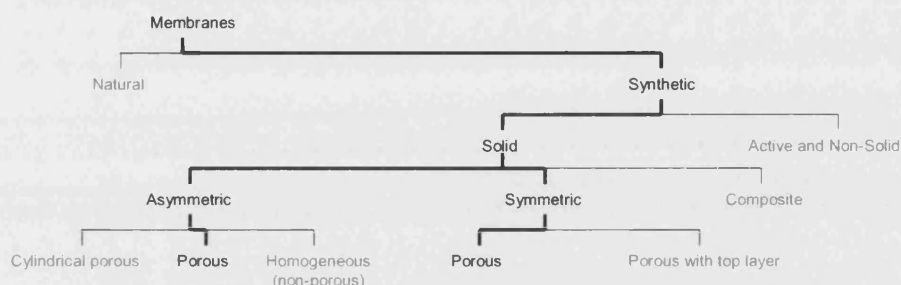 Membranes
Natural
Synthetic
Solid
Active and Non-Solid
Asymmetric
Symmetric
Composite
Cylindrical porous
Porous
Homogeneous
(non-porous)
Porous
Porous with top layer